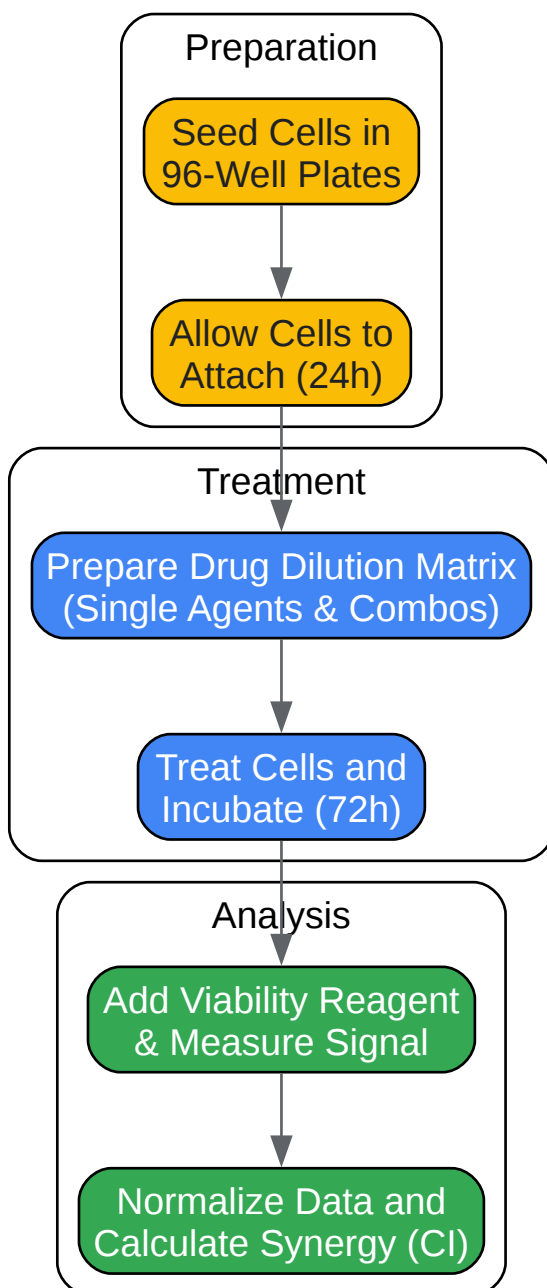 Preparation
Seed Cells in
96-Well Plates
Allow Cells to
Attach (24h)
Treatment
Prepare Drug Dilution Matrix
(Single Agents & Combos)
Treat Cells and
Incubate (72h)
Analysis
Add Viability Reagent
& Measure Signal
Normalize Data and
Calculate Synergy (CI)